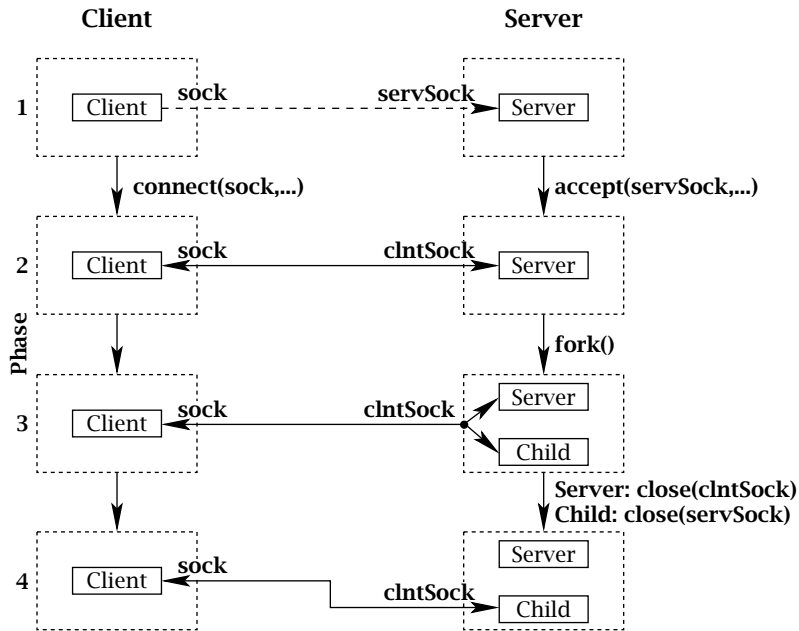 Client Server
1 Client sock servSock Server
connect(sock,...) accept(servSock,...)
2 Client sock clntSock Server
Phase
fork()
3 Client sock clntSock Server
Child
Server: close(clntSock)
Child: close(servSock)
4 Client sock Server
clntSock Child